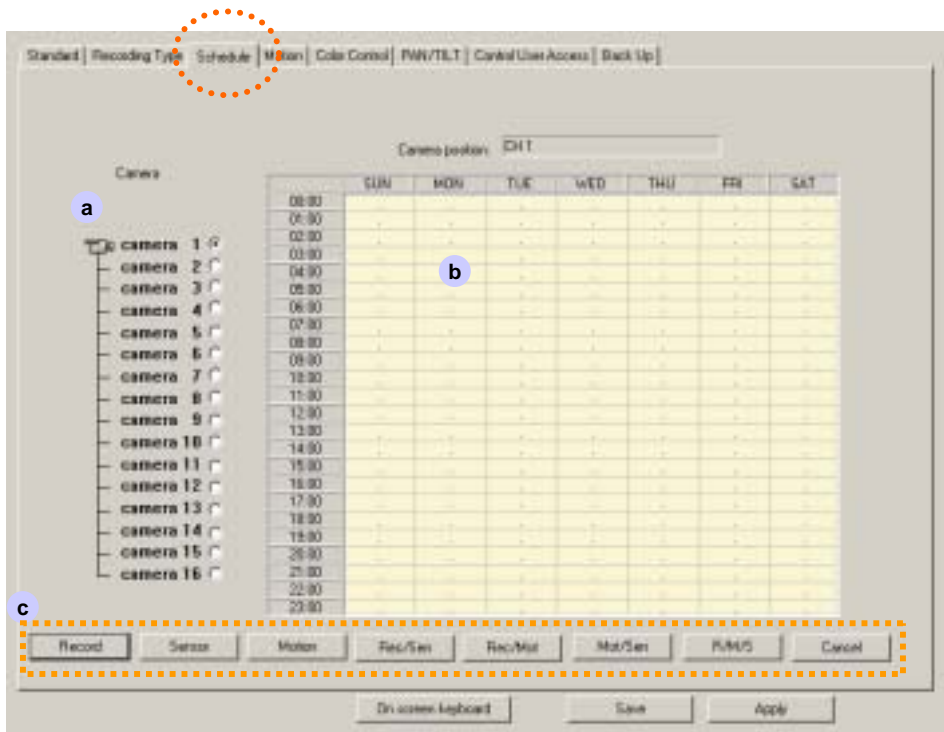 Standard Recording Type Schedule Motion Color Control PAN/TILT Control User Access Back Up
Camera position CH 1
Camera
SUN MON TUE WED THU FRI SAT
a
b
c
camera 1
camera 2
camera 3
camera 4
camera 5
camera 6
camera 7
camera 8
camera 9
camera 10
camera 11
camera 12
camera 13
camera 14
camera 15
camera 16
00:00
01:00
02:00
03:00
04:00
05:00
06:00
07:00
08:00
09:00
10:00
11:00
12:00
13:00
14:00
15:00
16:00
17:00
18:00
19:00
20:00
21:00
22:00
23:00
Record Sensor Motion Rec/Sen Rec/Mot Mot/Sen R/M/S Cancel
On screen keyboard Save Apply